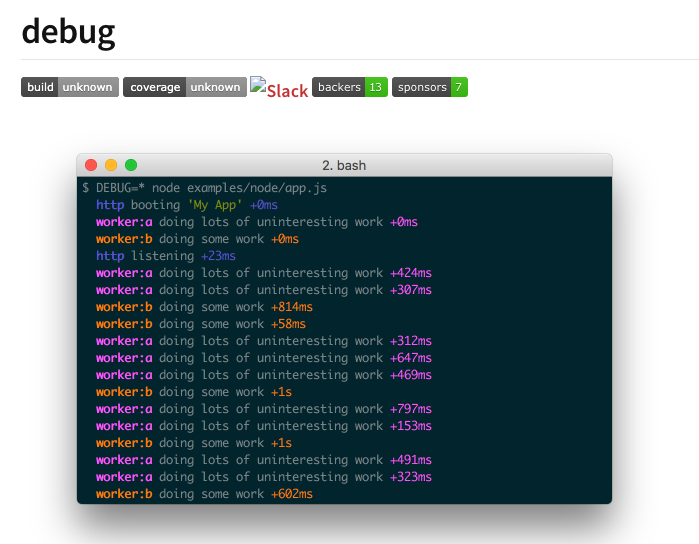 debug
build unknown coverage unknown Slack backers 13 sponsors 7
2. bash
$ DEBUG=* node examples/node/app.js
http booting 'My App' +0ms
worker:a doing lots of uninteresting work +0ms
worker:b doing some work +0ms
http listening +23ms
worker:a doing lots of uninteresting work +424ms
worker:a doing lots of uninteresting work +307ms
worker:b doing some work +814ms
worker:b doing some work +58ms
worker:a doing lots of uninteresting work +312ms
worker:a doing lots of uninteresting work +647ms
worker:a doing lots of uninteresting work +469ms
worker:b doing some work +1s
worker:a doing lots of uninteresting work +797ms
worker:a doing lots of uninteresting work +153ms
worker:b doing some work +1s
worker:a doing lots of uninteresting work +491ms
worker:a doing lots of uninteresting work +323ms
worker:b doing some work +602ms